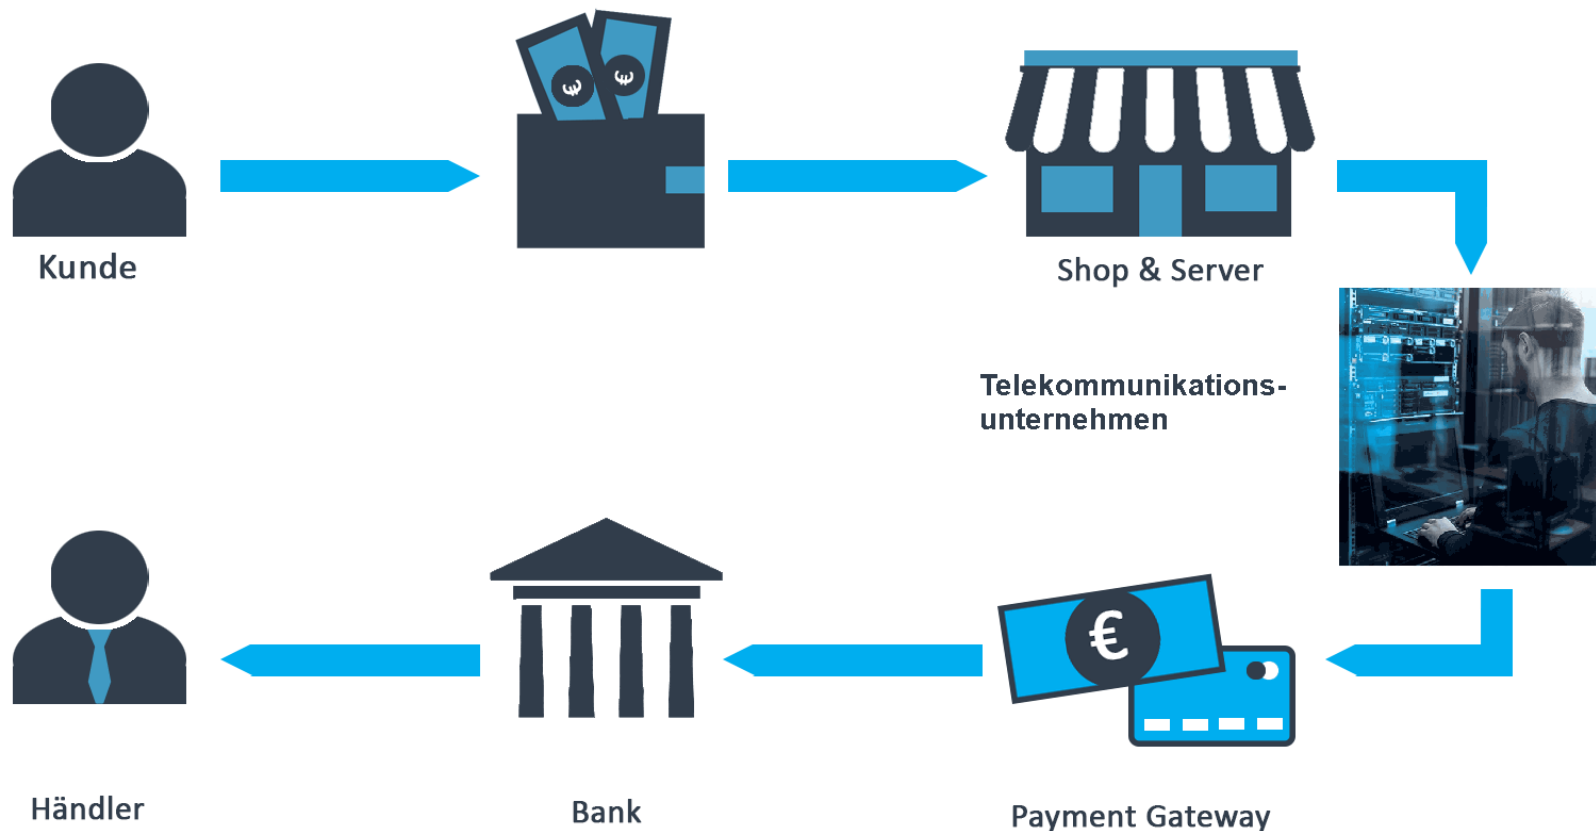 Kunde
Shop & Server
Telekommunikations-
unternehmen
€
Händler
Bank
Payment Gateway